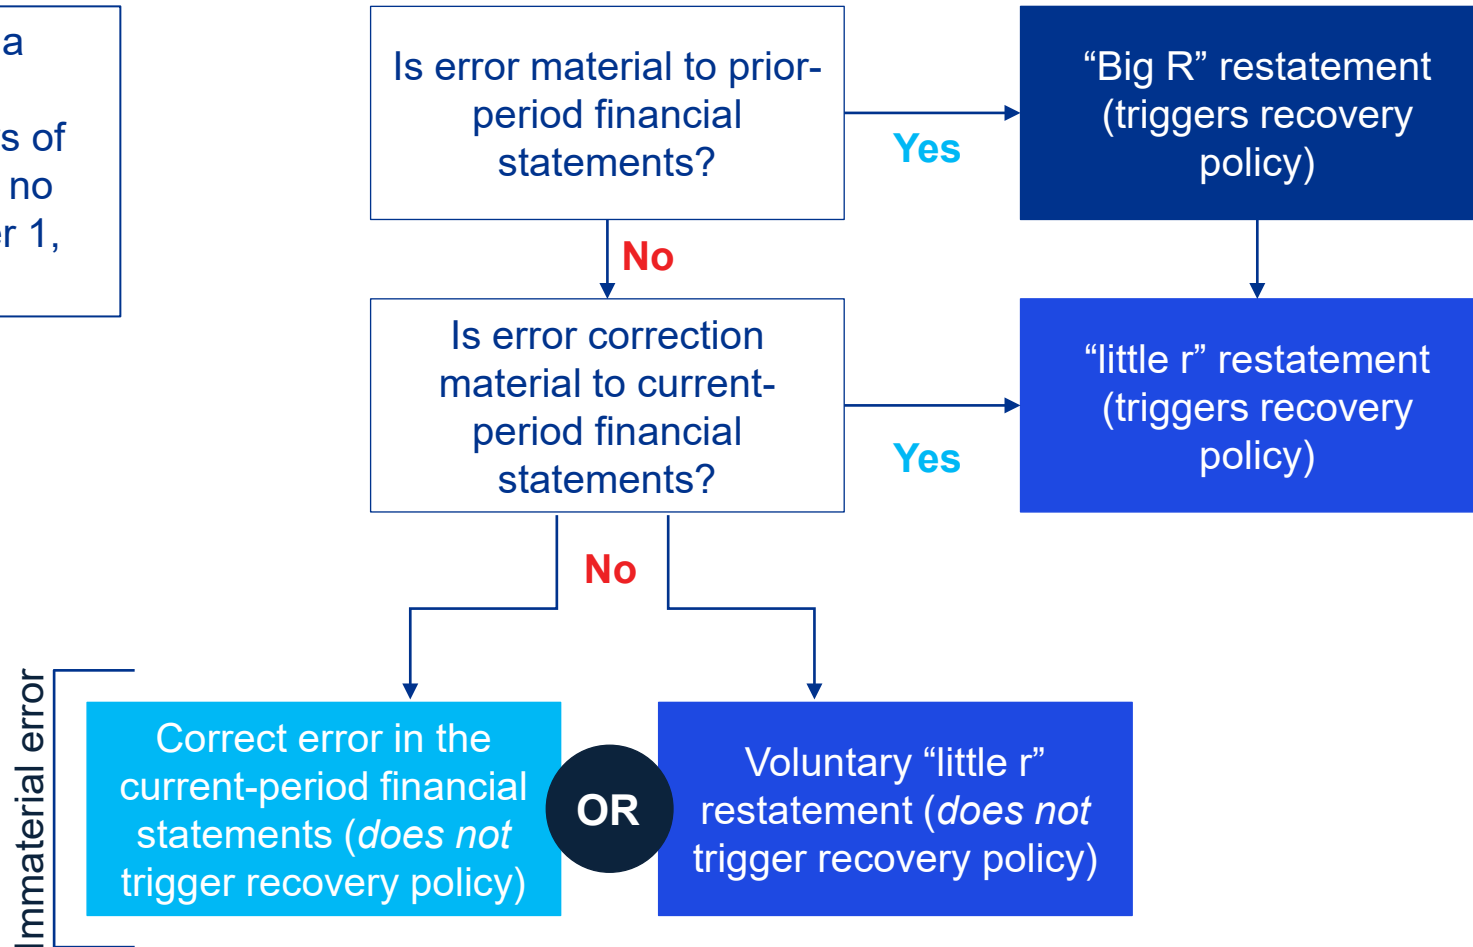 a
s of
no
r 1,
Is error material to prior-
period financial
statements?
Yes
“Big R” restatement
(triggers recovery
policy)
No
Is error correction
material to current-
period financial
statements?
Yes
“little r” restatement
(triggers recovery
policy)
No
Immaterial error
Correct error in the
current-period financial
statements (does not
trigger recovery policy)
OR
Voluntary “little r”
restatement (does not
trigger recovery policy)